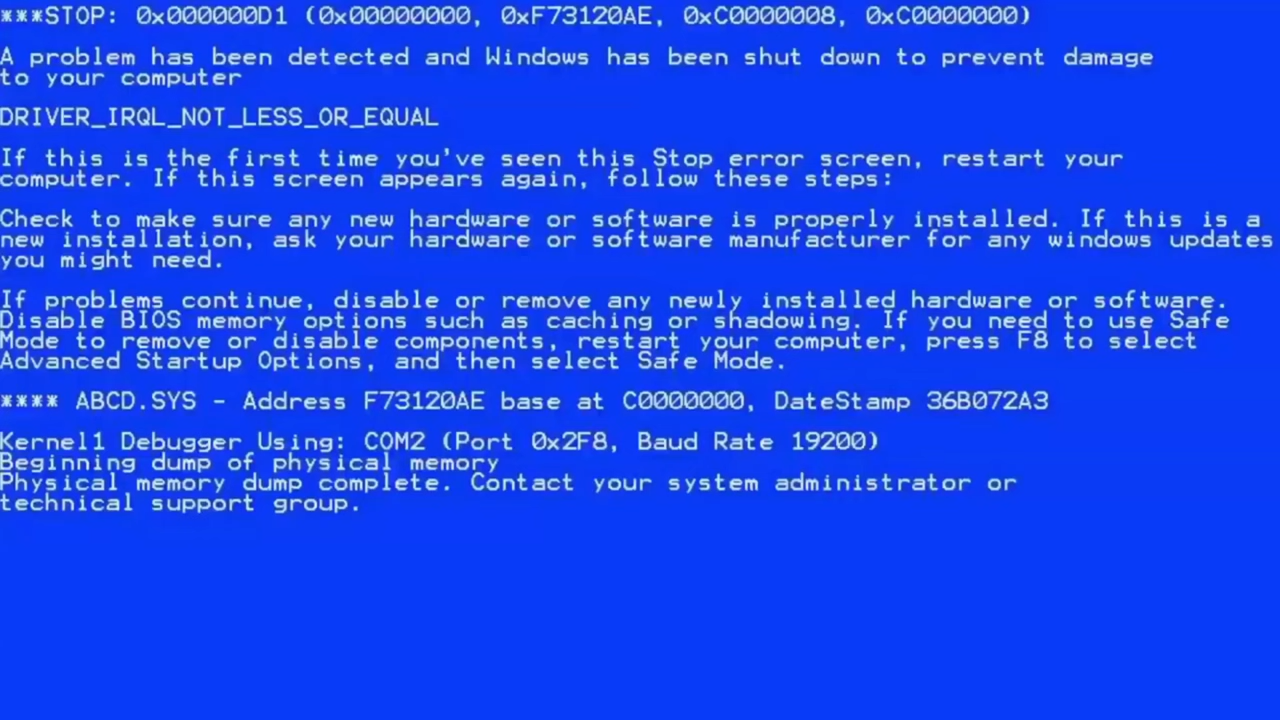 ***STOP: 0x000000D1 (0x00000000, 0xF73120AE, 0xC0000008, 0xC0000000)
A problem has been detected and Windows has been shut down to prevent damage
to your computer
DRIVER_IRQL_NOT_LESS_OR_EQUAL
If this is the first time you've seen this Stop error screen, restart your
computer. If this screen appears again, follow these steps:
Check to make sure any new hardware or software is properly installed. If this is a
new installation, ask your hardware or software manufacturer for any windows updates
you might need.
If problems continue, disable or remove any newly installed hardware or software.
Disable BIOS memory options such as caching or shadowing. If you need to use Safe
Mode to remove or disable components, restart your computer, press F8 to select
Advanced Startup Options, and then select Safe Mode.
**** ABCD.SYS - Address F73120AE base at C0000000, DateStamp 36B072A3
Kernel1 Debugger Using: COM2 (Port 0x2F8, Baud Rate 19200)
Beginning dump of physical memory
Physical memory dump complete. Contact your system administrator or
technical support group.